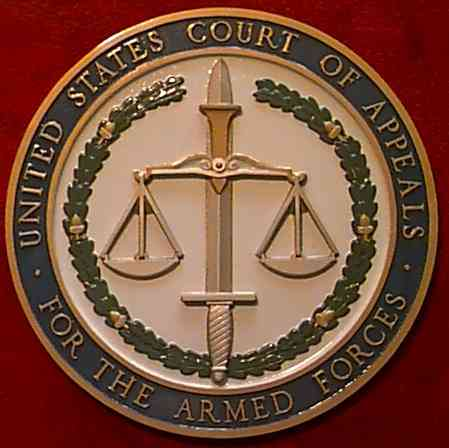 UNITED STATES COURT OF APPEALS
FOR THE ARMED FORCES